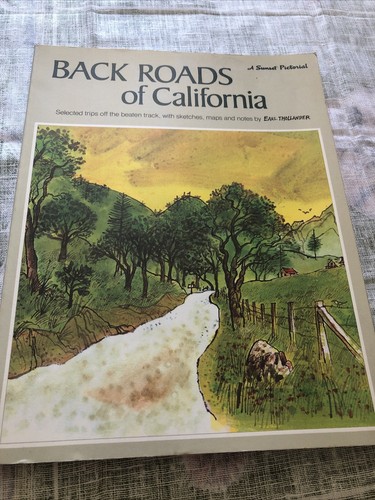 A Sunset Pictorial
BACK ROADS
of California
Selected trips off the beaten track, with sketches, maps and notes by EARL THOLLANDER